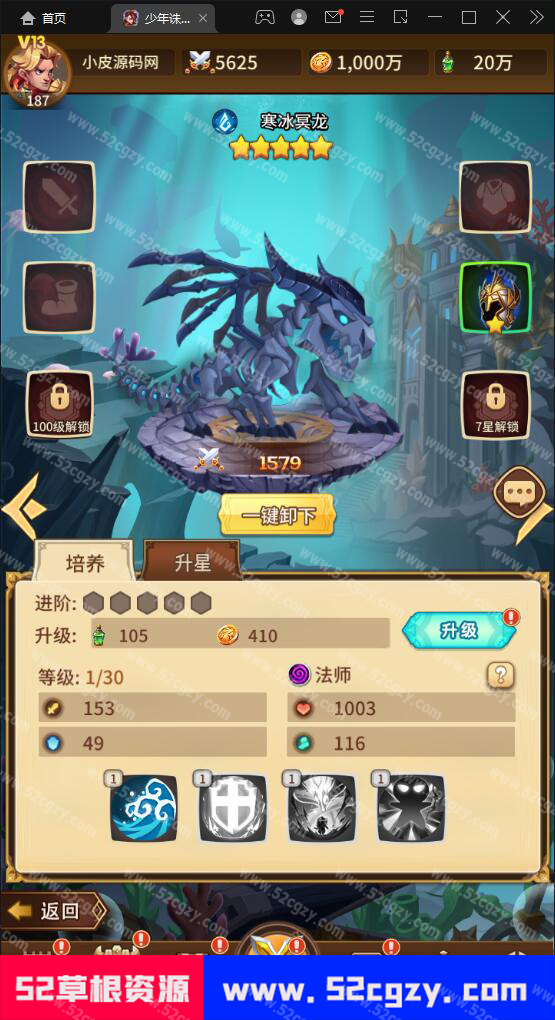 首页
少年诛...
V13
187
小皮源码网
5625
1,000万
20万
寒冰冥龙
100级解锁
7星解锁
1579
一键卸下
培养
升星
进阶:
升级:
105
410
升级
等级: 1/30
法师
?
153
1003
49
116
1
1
1
1
返回
52草根资源
www.52cgzy.com